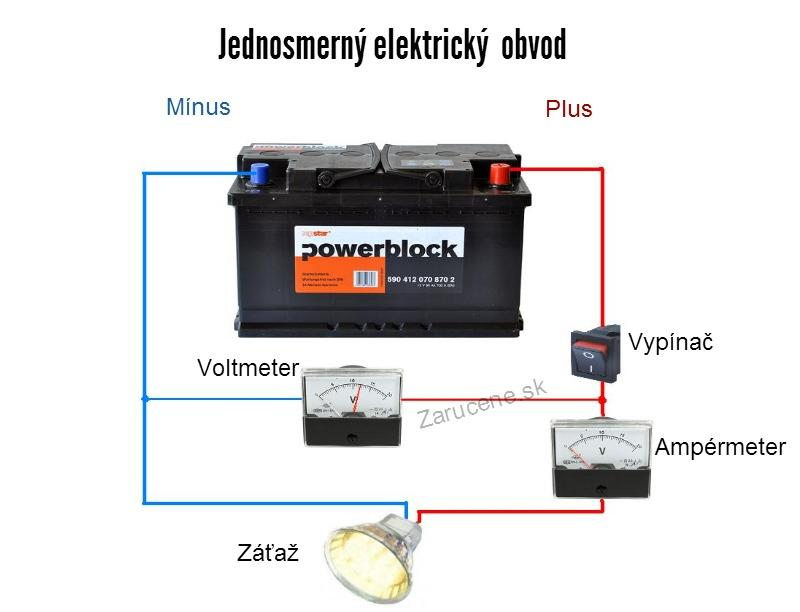 Jednosmerný elektrický obvod
Mínus
Plus
powerblock
590 412 070 870 2
Vypínač
Voltmeter
Zarucene.sk
V
Ampérmeter
V
Záťaž